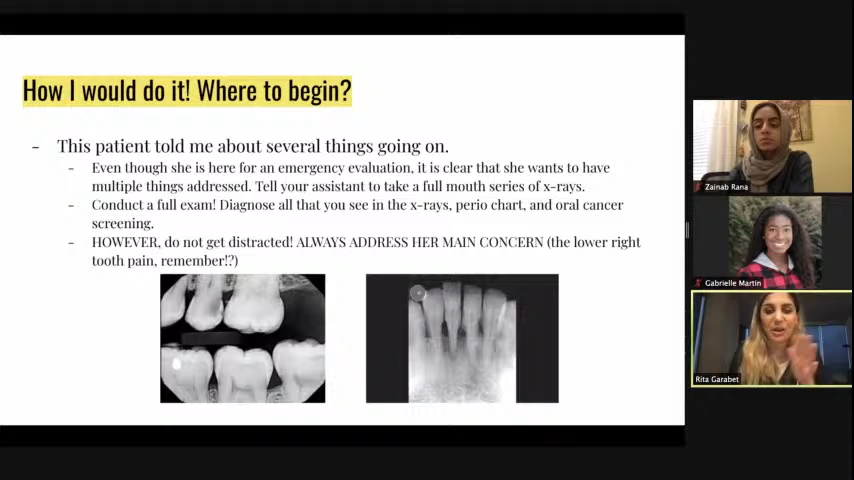 How I would do it! Where to begin?
- This patient told me about several things going on.
- Even though she is here for an emergency evaluation, it is clear that she wants to have
multiple things addressed. Tell your assistant to take a full mouth series of x-rays.
- Conduct a full exam! Diagnose all that you see in the x-rays, perio chart, and oral cancer
screening.
- HOWEVER, do not get distracted! ALWAYS ADDRESS HER MAIN CONCERN (the lower right
tooth pain, remember!?)
Zainab Rana
Gabrielle Martin
Rita Garabet